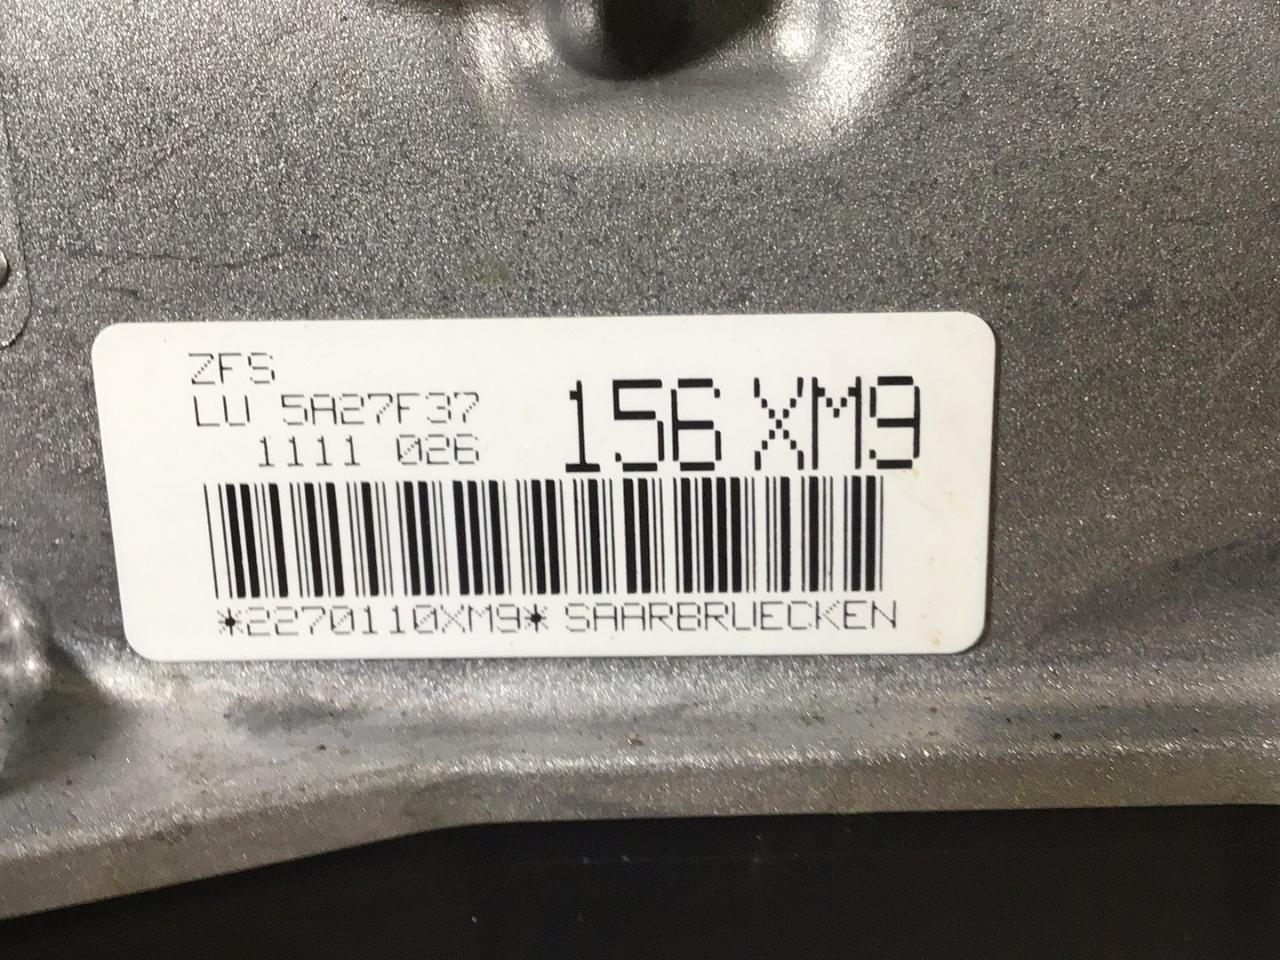 ZFS
LU 5A27F37
1111 026
156 XM9
*2270110XM9* SAARBRUECKEN